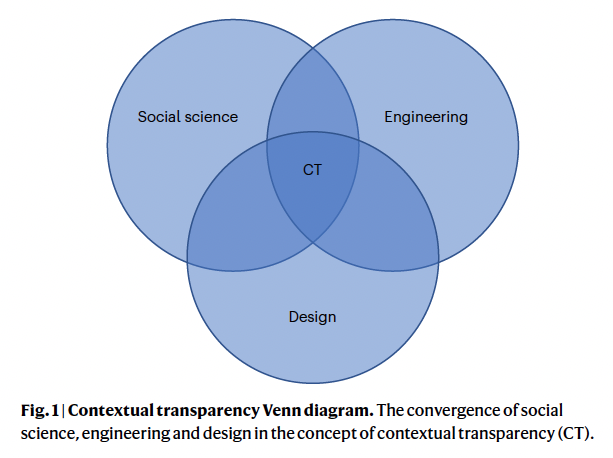 Social science
Engineering
CT
Design
Fig. 1 | Contextual transparency Venn diagram. The convergence of social
science, engineering and design in the concept of contextual transparency (CT).